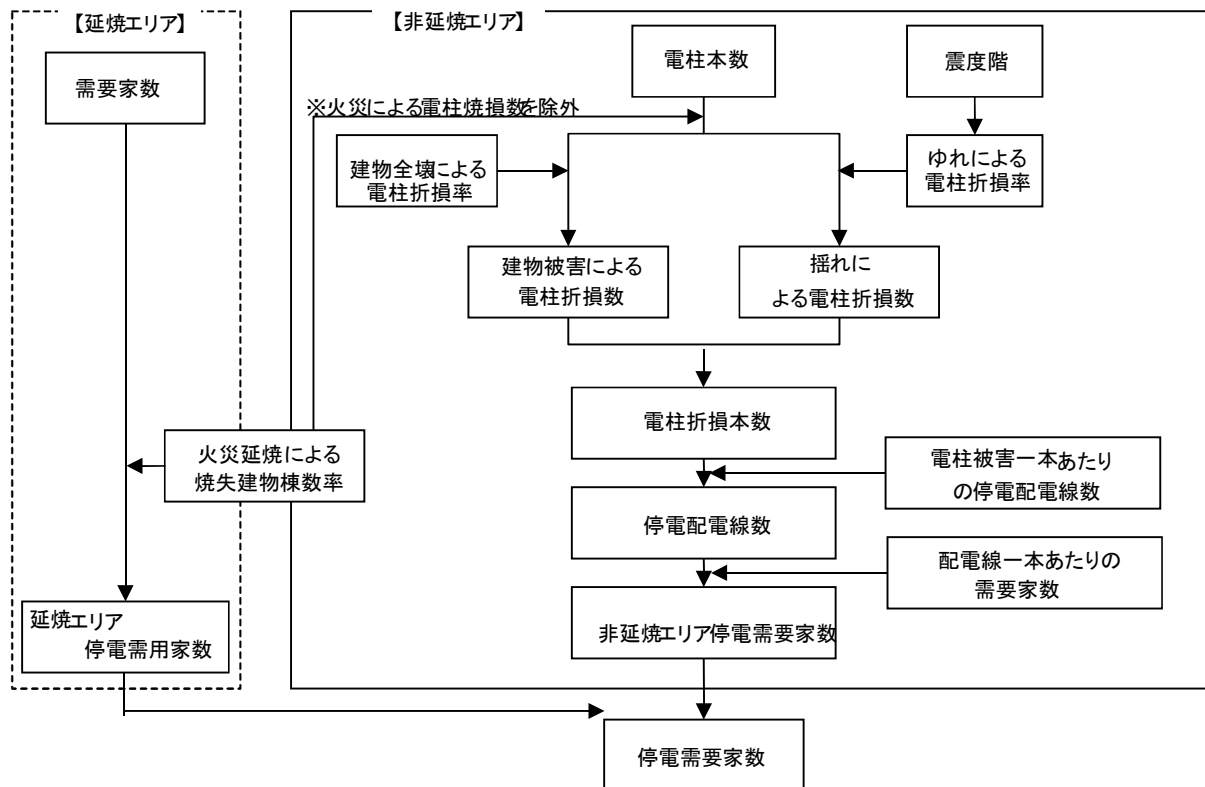 【延焼エリア】
【非延焼エリア】
需要家数
電柱本数
震度階
※火災による電柱焼損数を除外
建物全壊による
電柱折損率
ゆれによる
電柱折損率
建物被害による
電柱折損数
揺れに
よる電柱折損数
電柱折損本数
火災延焼による
焼失建物棟数率
電柱被害一本あたり
の停電配電線数
停電配電線数
配電線一本あたりの
需要家数
延焼エリア
停電需用家数
非延焼エリア停電需要家数
停電需要家数